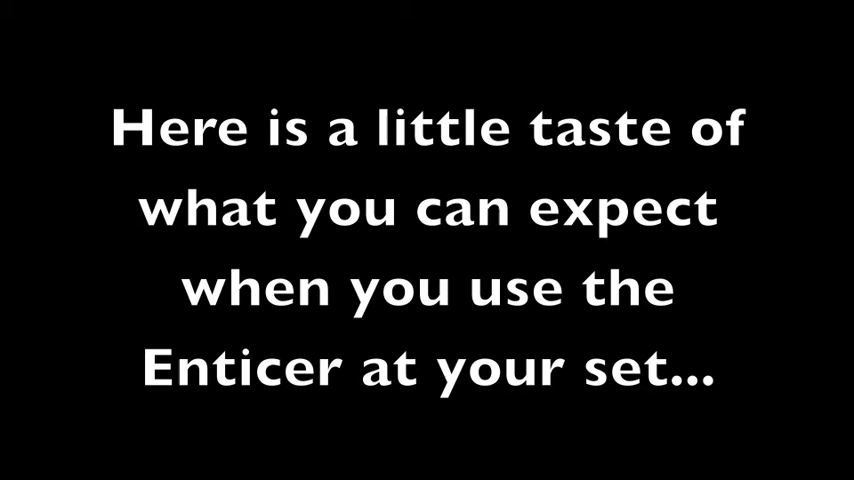 Here is a little taste of
what you can expect
when you use the
Enticer at your set...